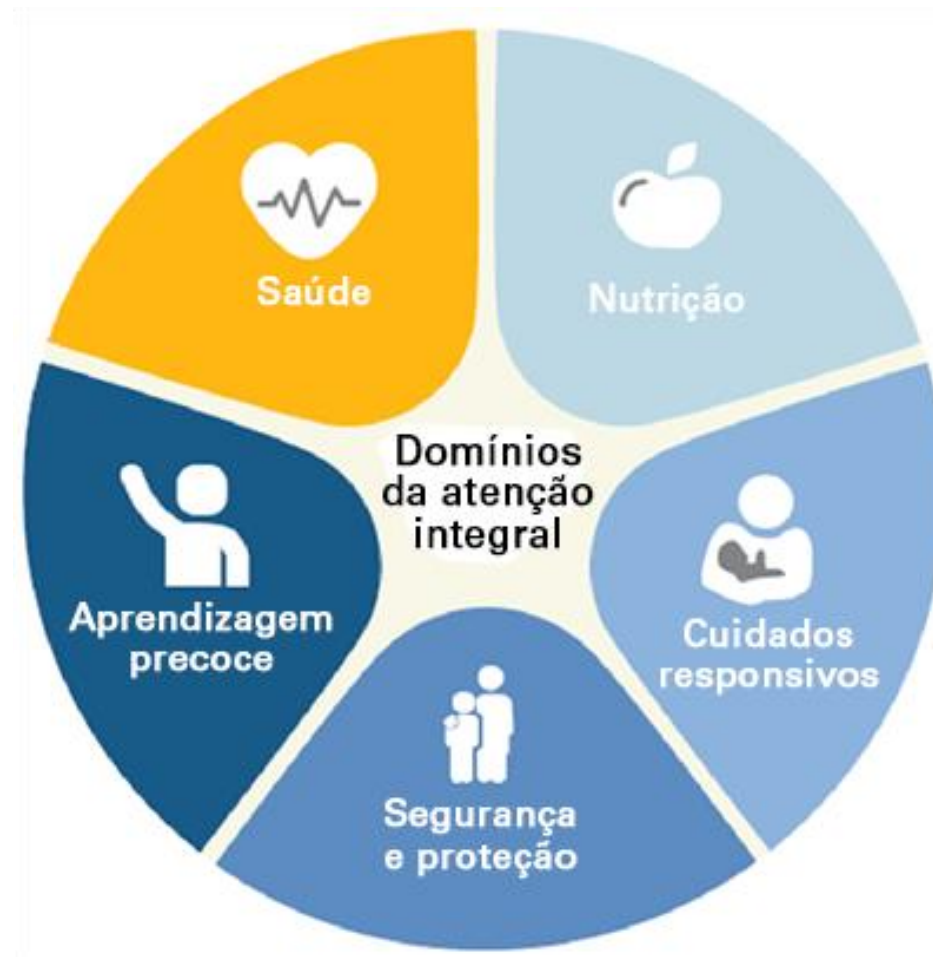 Saúde
Nutrição
Domínios
da atenção
integral
Aprendizagem
precoce
Cuidados
responsivos
Segurança
e proteção